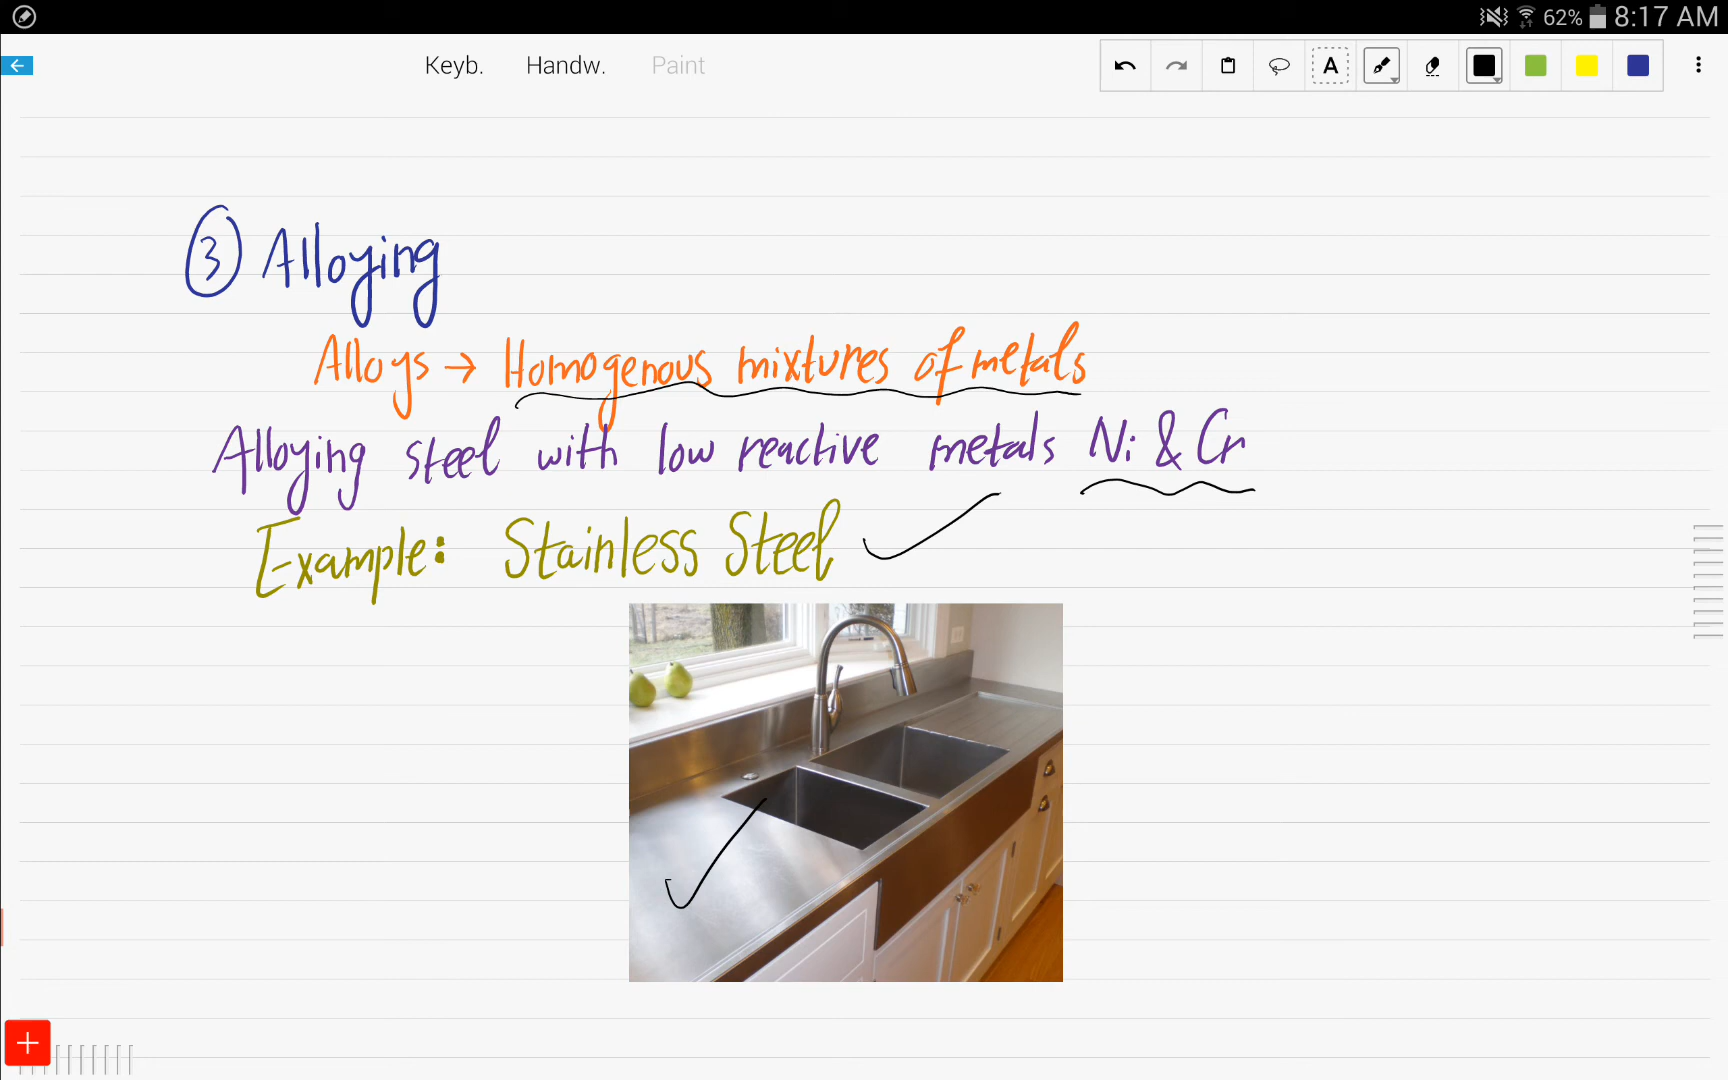 62% 8:17 AM
Keyb. Handw. Paint A
3 Alloying
Alloys → Homogenous mixtures of metals
Alloying steel with low reactive metals Ni & Cr
Example: Stainless Steel